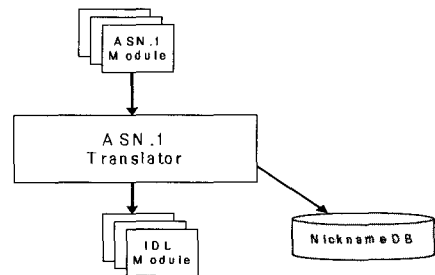 ASN.1
Module
ASN.1
Translator
IDL
Module
NicknameDB